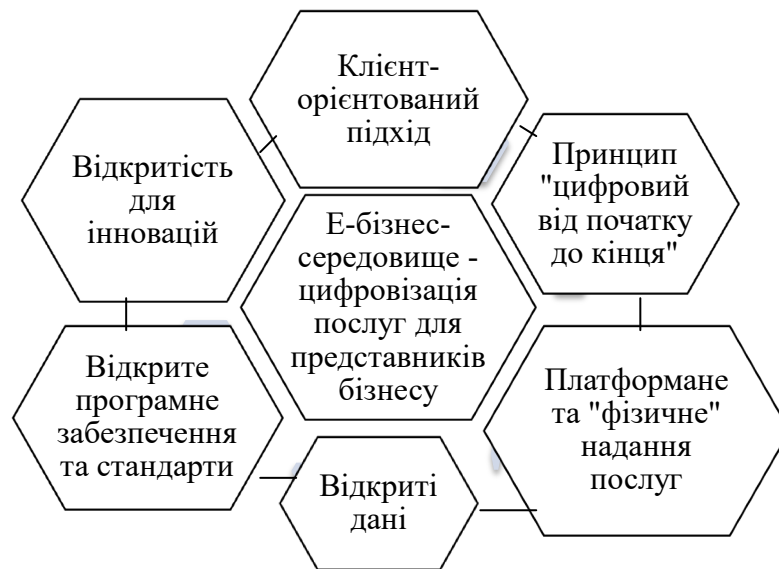 Клієнт-
орієнтований
підхід
Принцип
"цифровий
від початку
до кінця"
Платформане
та "фізичне"
надання
послуг
Відкриті
дані
Відкрите
програмне
забезпечення
та стандарти
Відкритість
для
інновацій
Е-бізнес-
середовище -
цифровізація
послуг для
представників
бізнесу